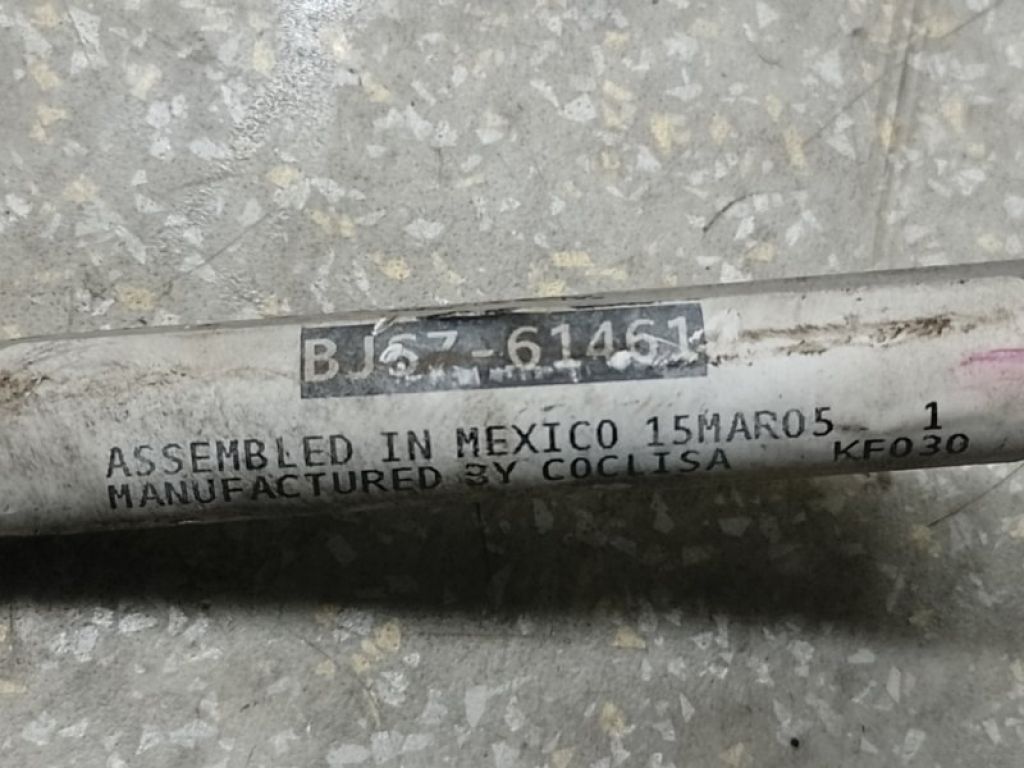 BJ67-61461
ASSEMBLED IN MEXICO 15MAR05 1
MANUFACTURED BY COCLISA KF030